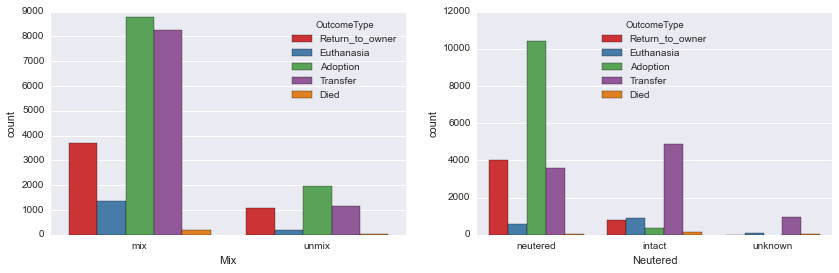 9000
8000
7000
6000
5000
4000
3000
2000
1000
0
count
OutcomeType
Return_to_owner
Euthanasia
Adoption
Transfer
Died
mix
unmix
Mix
12000
10000
8000
6000
4000
2000
0
count
OutcomeType
Return_to_owner
Euthanasia
Adoption
Transfer
Died
neutered
intact
unknown
Neutered